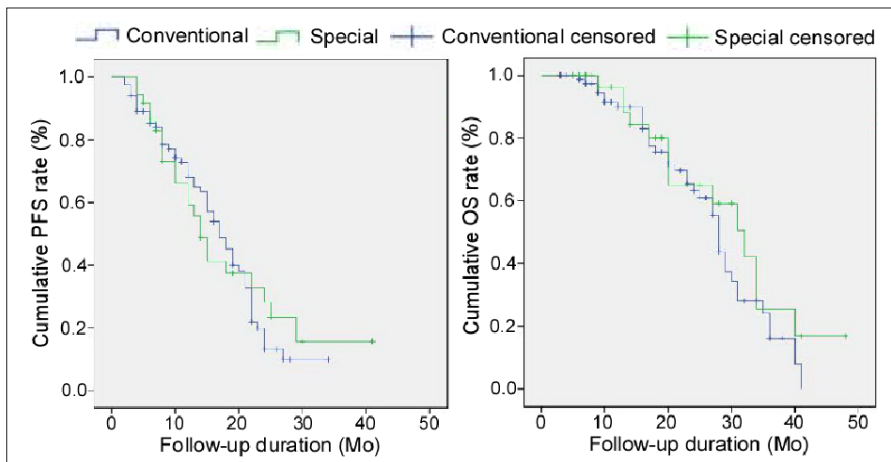 Conventional Special Conventional censored Special censored
Cumulative PFS rate (%)
1.0
0.8
0.6
0.4
0.2
0.0
0 10 20 30 40 50
Follow-up duration (Mo)
Cumulative OS rate (%)
1.0
0.8
0.6
0.4
0.2
0.0
0 10 20 30 40 50
Follow-up duration (Mo)